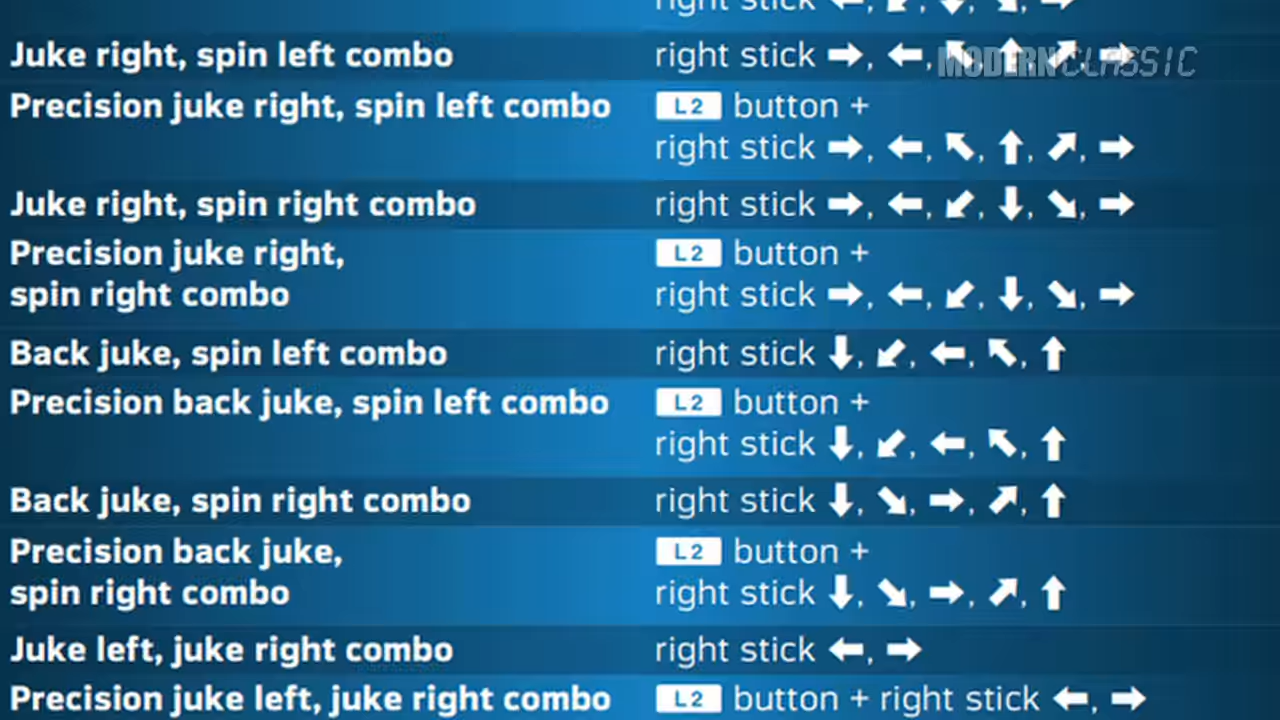 right stick ←, ↙, ↓, ↘, →
Juke right, spin left combo right stick →, ←, ↖, ↑, ↗, →
MODERN CLASSIC
Precision juke right, spin left combo L2 button +
right stick →, ←, ↖, ↑, ↗, →
Juke right, spin right combo right stick →, ←, ↙, ↓, ↘, →
Precision juke right, L2 button +
spin right combo right stick →, ←, ↙, ↓, ↘, →
Back juke, spin left combo right stick ↓, ↙, ←, ↖, ↑
Precision back juke, spin left combo L2 button +
right stick ↓, ↙, ←, ↖, ↑
Back juke, spin right combo right stick ↓, ↘, →, ↗, ↑
Precision back juke, L2 button +
spin right combo right stick ↓, ↘, →, ↗, ↑
Juke left, juke right combo right stick ←, →
Precision juke left, juke right combo L2 button + right stick ←, →